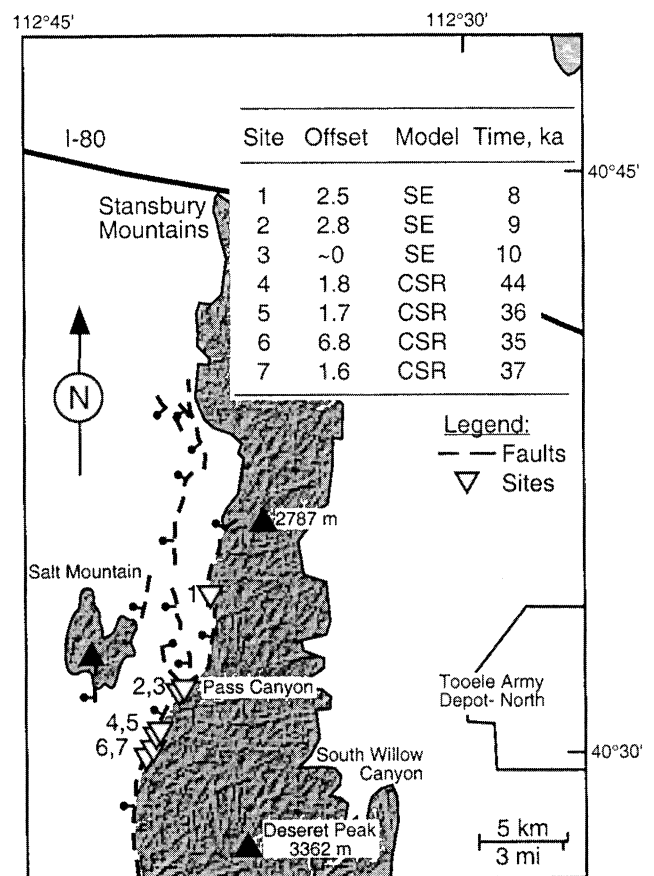 112°45'
112°30'
I-80
Site Offset Model Time, ka
1 2.5 SE 8
2 2.8 SE 9
3 ~0 SE 10
4 1.8 CSR 44
5 1.7 CSR 36
6 6.8 CSR 35
7 1.6 CSR 37
40°45'
Stansbury
Mountains
N
Legend:
Faults
Sites
2787 m
Salt Mountain
1
2,3
Pass Canyon
4,5
6,7
Tooele Army
Depot- North
South Willow
Canyon
40°30'
Deseret Peak
3362 m
5 km
3 mi